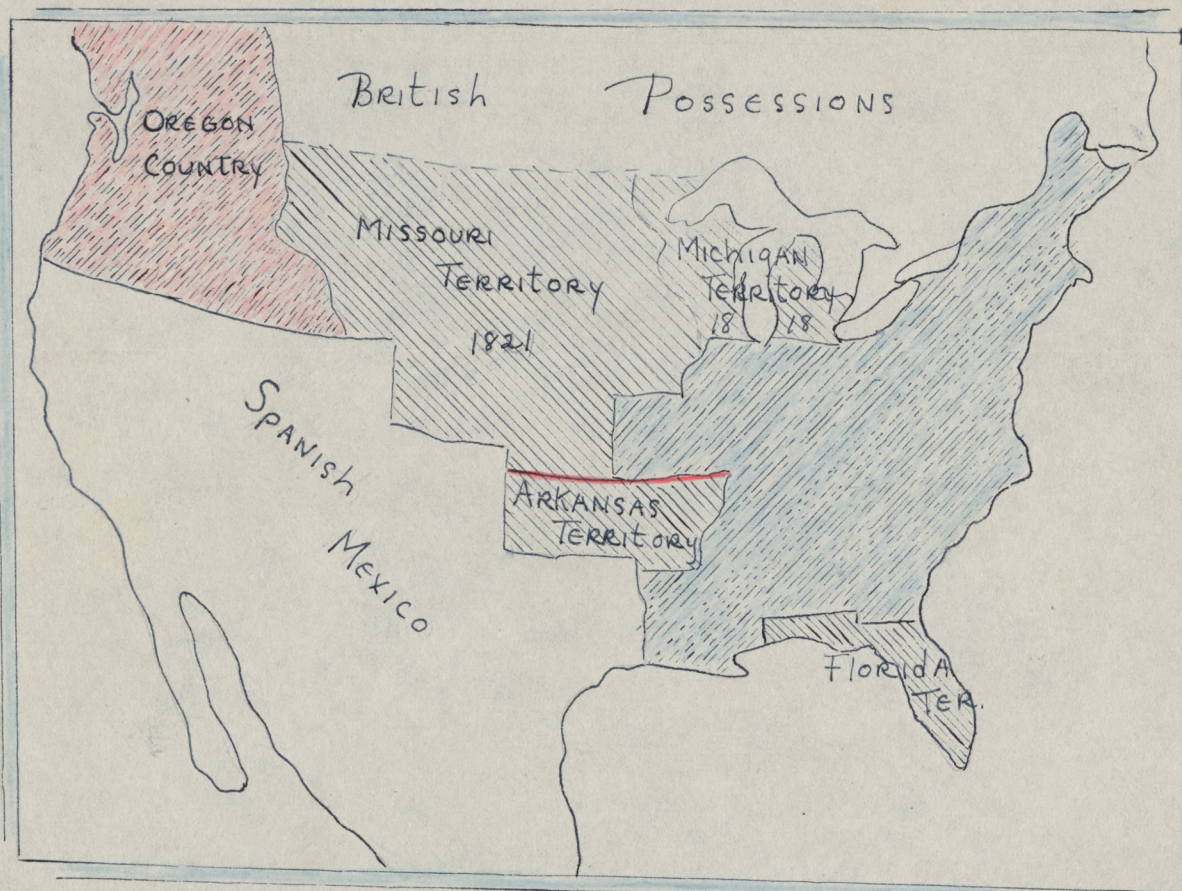 British Possessions
Oregon
Country
Missouri
Territory
1821
Michigan
Territory
18 18
Spanish
Mexico
Arkansas
Territory
Florida
Ter.